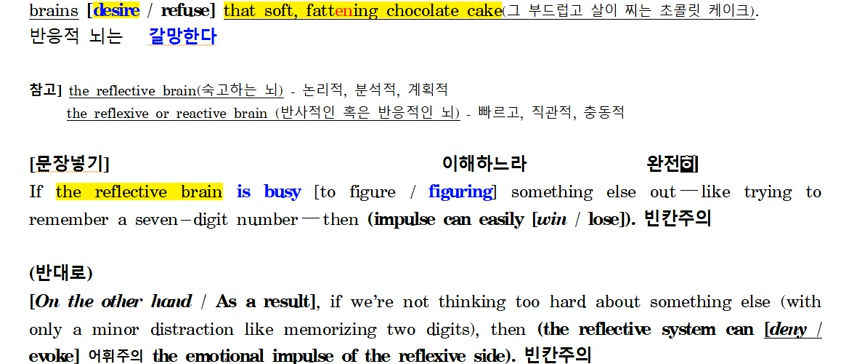 brains [desire / refuse] that soft, fattening chocolate cake(그 부드럽고 살이 찌는 초콜릿 케이크).
반응적 뇌는 갈망한다
참고] the reflective brain(숙고하는 뇌) - 논리적, 분석적, 계획적
the reflexive or reactive brain (반사적인 혹은 반응적인 뇌) - 빠르고, 직관적, 충동적
[문장넣기] 이해하느라 완전히
If the reflective brain is busy [to figure / figuring] something else out—like trying to
remember a seven-digit number—then (impulse can easily [win / lose]). 빈칸주의
(반대로)
[On the other hand / As a result], if we're not thinking too hard about something else (with
only a minor distraction like memorizing two digits), then (the reflective system can [deny /
evoke] 어휘주의 the emotional impulse of the reflexive side). 빈칸주의